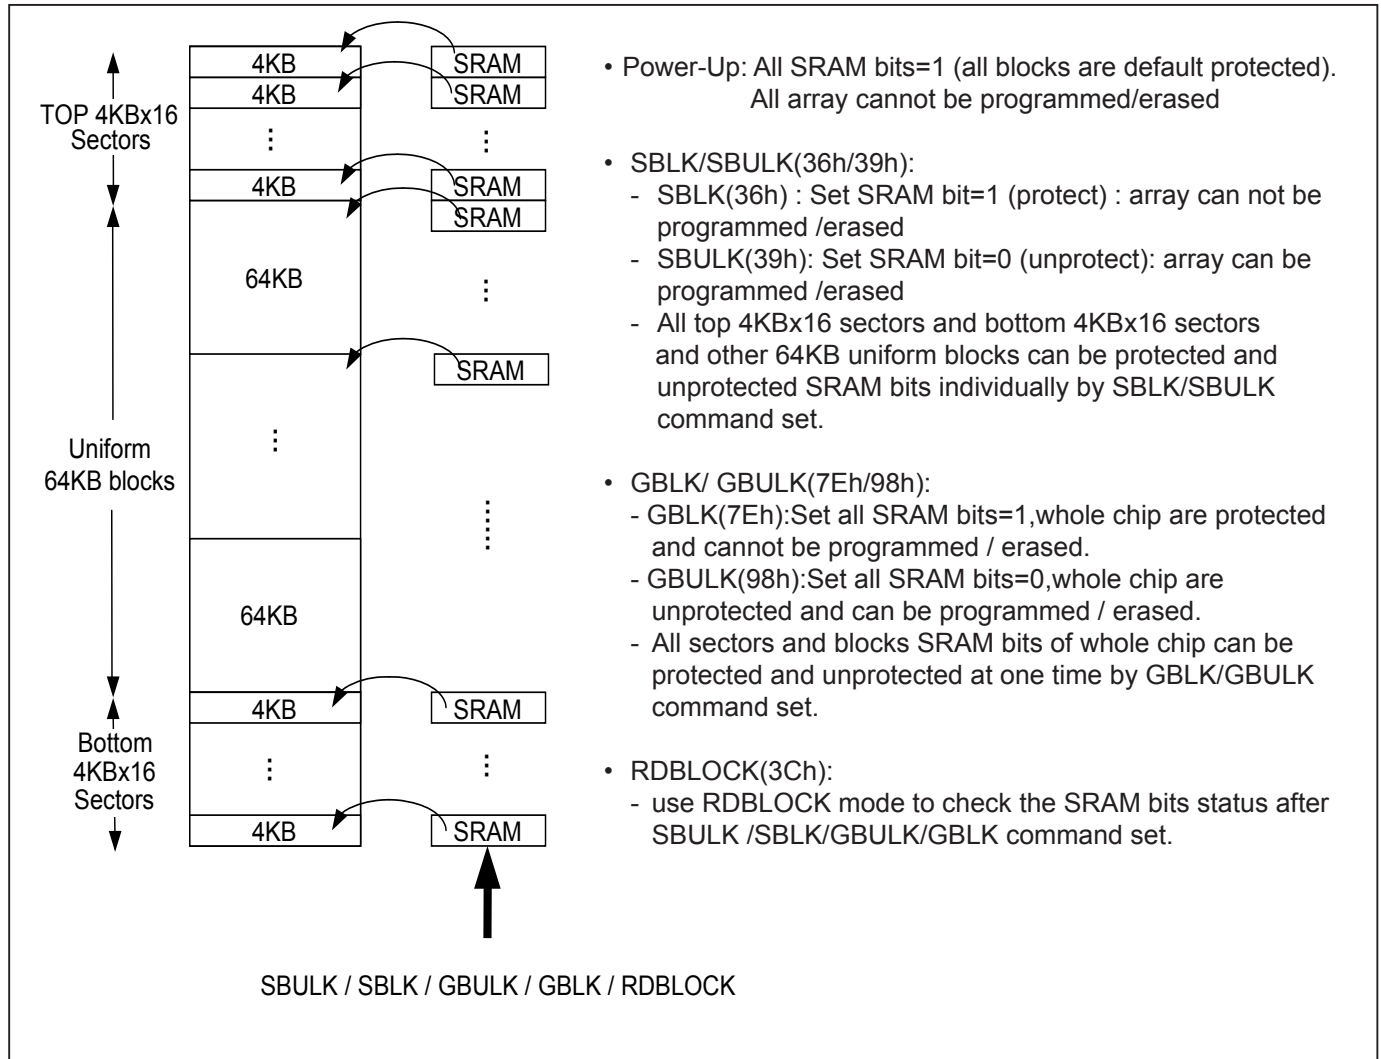 4KB
4KB
⋮
4KB
64KB
⋮
64KB
4KB
⋮
4KB
TOP 4KBx16
Sectors
Uniform
64KB blocks
Bottom
4KBx16
Sectors
SRAM
SRAM
⋮
SRAM
SRAM
⋮
SRAM
⋮
SRAM
⋮
SRAM
SBULK / SBLK / GBULK / GBLK / RDBLOCK
• Power-Up: All SRAM bits=1 (all blocks are default protected).
All array cannot be programmed/erased
• SBLK/SBULK(36h/39h):
- SBLK(36h) : Set SRAM bit=1 (protect) : array can not be
programmed /erased
- SBULK(39h): Set SRAM bit=0 (unprotect): array can be
programmed /erased
- All top 4KBx16 sectors and bottom 4KBx16 sectors
and other 64KB uniform blocks can be protected and
unprotected SRAM bits individually by SBLK/SBULK
command set.
• GBLK/ GBULK(7Eh/98h):
- GBLK(7Eh):Set all SRAM bits=1,whole chip are protected
and cannot be programmed / erased.
- GBULK(98h):Set all SRAM bits=0,whole chip are
unprotected and can be programmed / erased.
- All sectors and blocks SRAM bits of whole chip can be
protected and unprotected at one time by GBLK/GBULK
command set.
• RDBLOCK(3Ch):
- use RDBLOCK mode to check the SRAM bits status after
SBULK /SBLK/GBULK/GBLK command set.